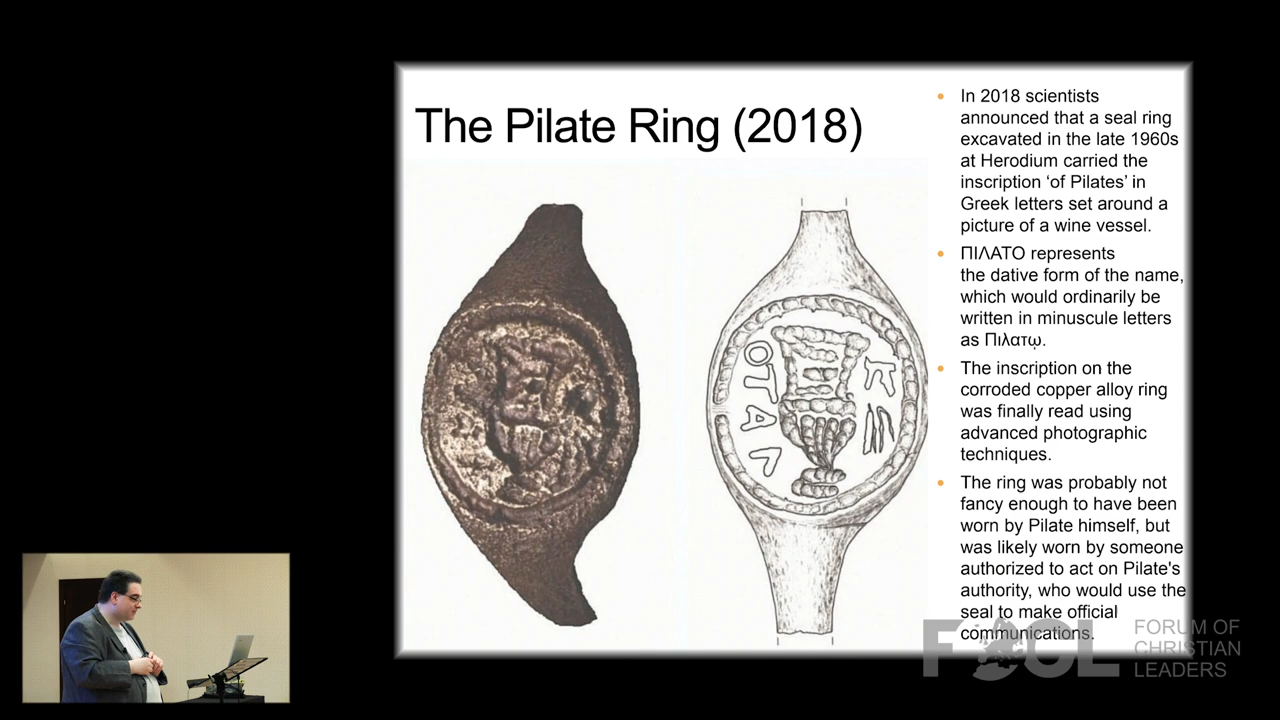 The Pilate Ring (2018)
• In 2018 scientists
announced that a seal ring
excavated in the late 1960s
at Herodium carried the
inscription ‘of Pilates’ in
Greek letters set around a
picture of a wine vessel.
• ΠΙΛΑΤΟ represents
the dative form of the name,
which would ordinarily be
written in minuscule letters
as Πιλατῳ.
• The inscription on the
corroded copper alloy ring
was finally read using
advanced photographic
techniques.
• The ring was probably not
fancy enough to have been
worn by Pilate himself, but
was likely worn by someone
authorized to act on Pilate's
authority, who would use the
seal to make official
communications.
FOCL
FORUM OF
CHRISTIAN
LEADERS